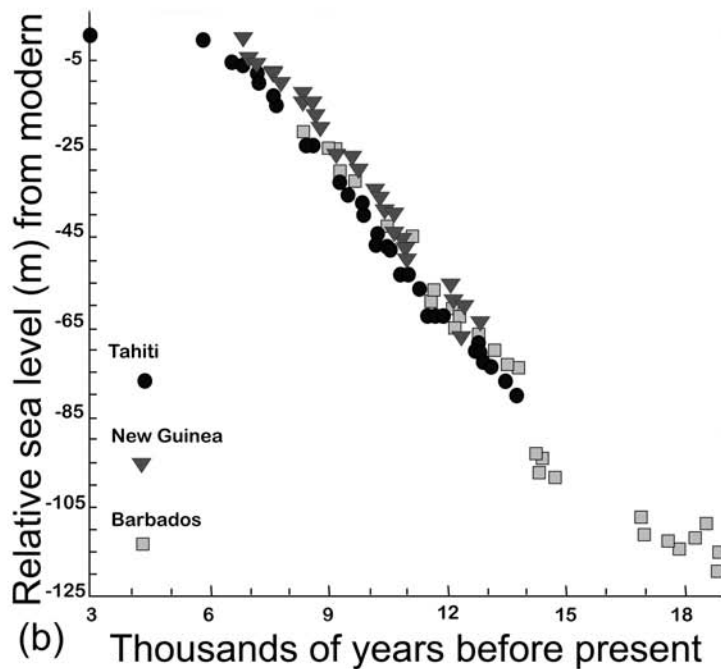 Relative sea level (m) from modern
-5
-25
-45
-65
-85
-105
-125
Tahiti
New Guinea
Barbados
3 6 9 12 15 18
(b) Thousands of years before present